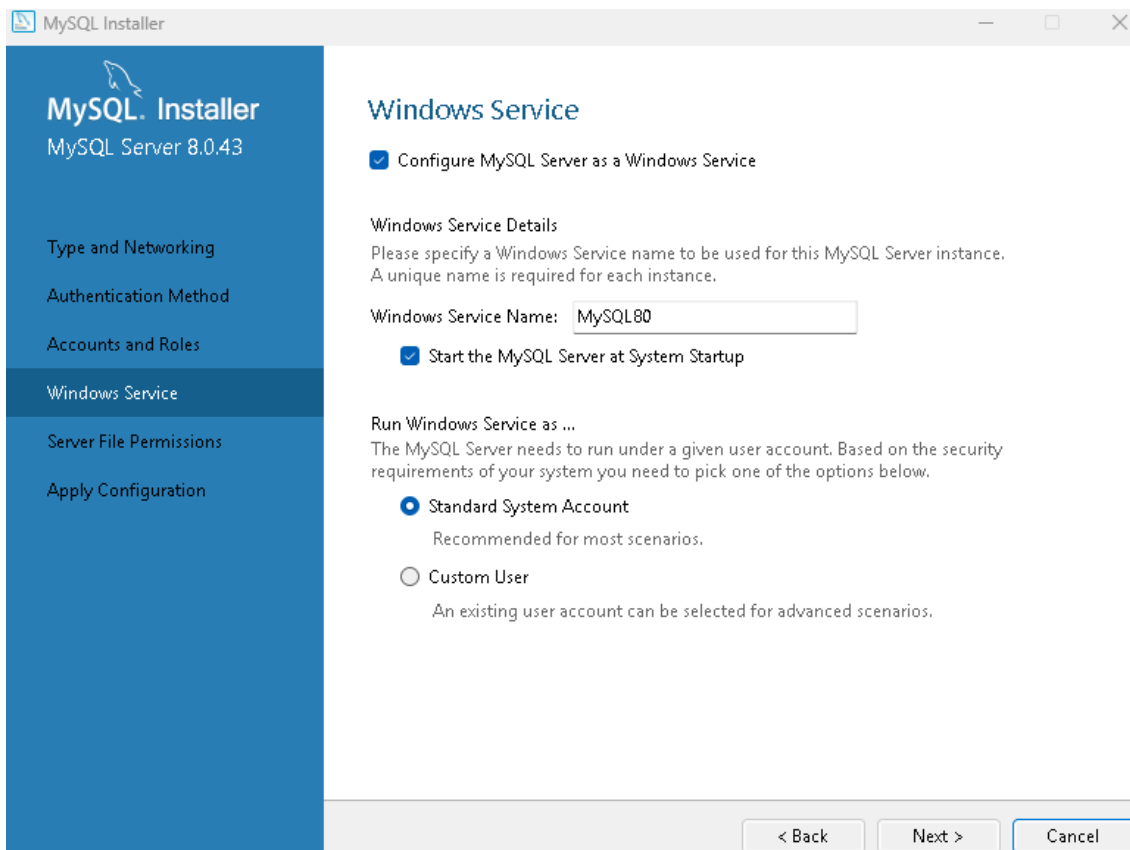 MySQL Installer
MySQL. Installer
MySQL Server 8.0.43
Type and Networking
Authentication Method
Accounts and Roles
Windows Service
Server File Permissions
Apply Configuration
Windows Service
Configure MySQL Server as a Windows Service
Windows Service Details
Please specify a Windows Service name to be used for this MySQL Server instance.
A unique name is required for each instance.
Windows Service Name: MySQL80
Start the MySQL Server at System Startup
Run Windows Service as ...
The MySQL Server needs to run under a given user account. Based on the security
requirements of your system you need to pick one of the options below.
Standard System Account
Recommended for most scenarios.
Custom User
An existing user account can be selected for advanced scenarios.
< Back Next > Cancel